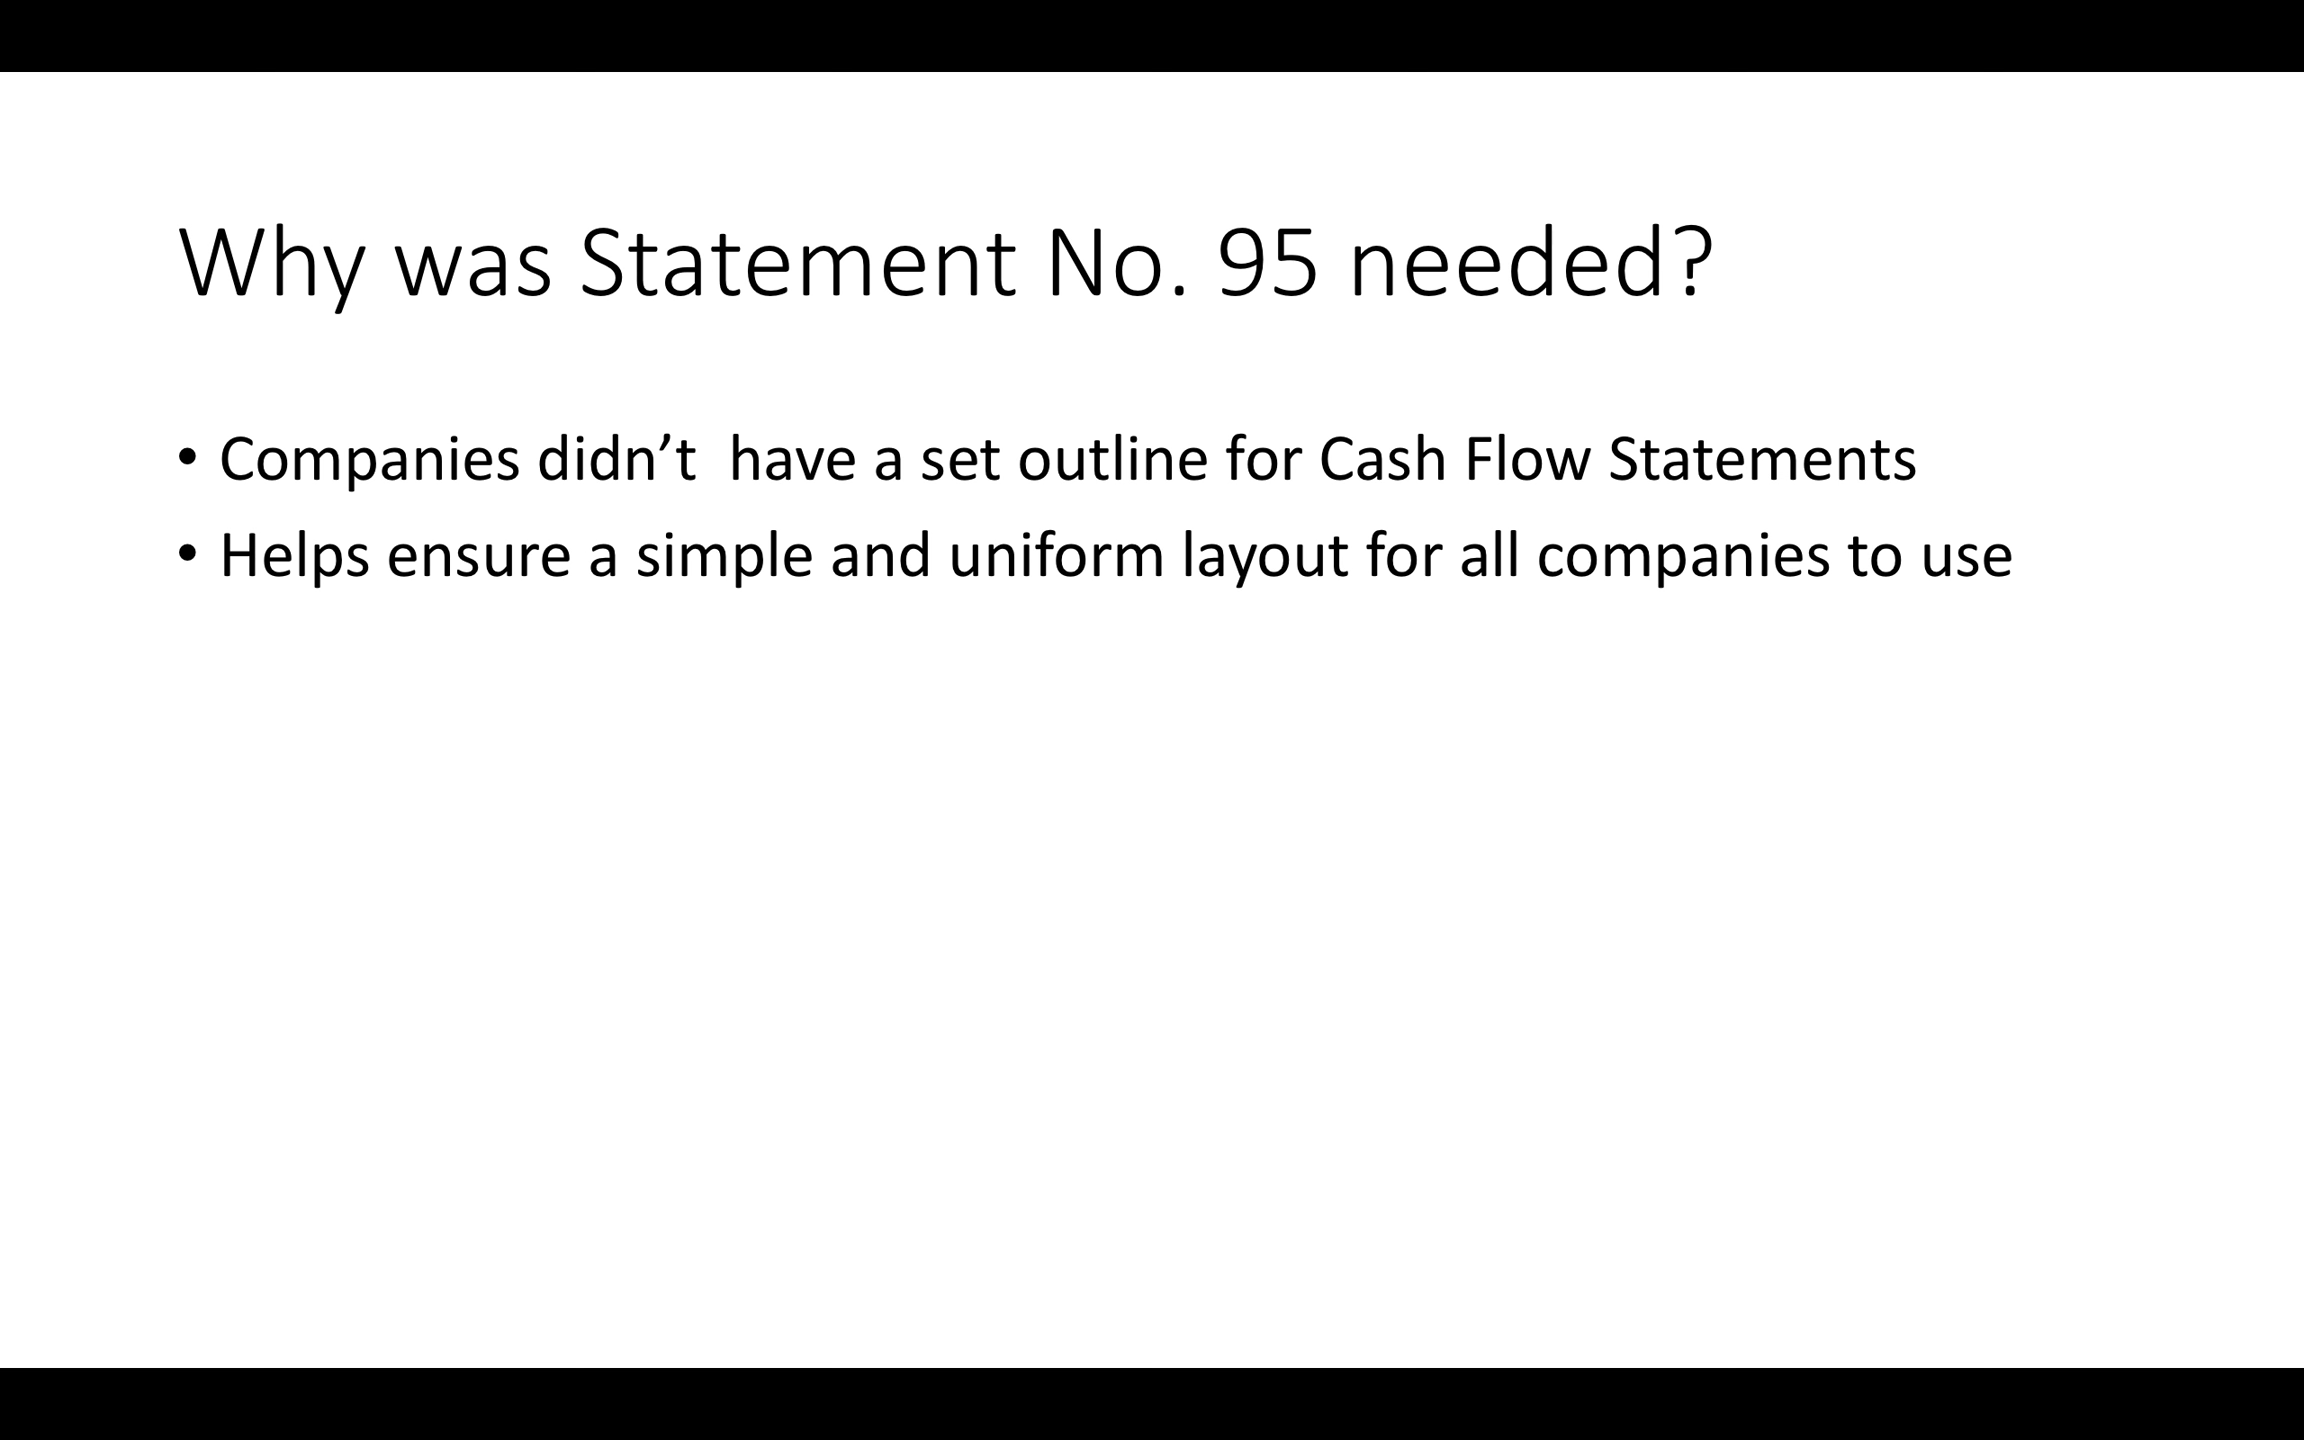 Why was Statement No. 95 needed?
• Companies didn’t  have a set outline for Cash Flow Statements
• Helps ensure a simple and uniform layout for all companies to use